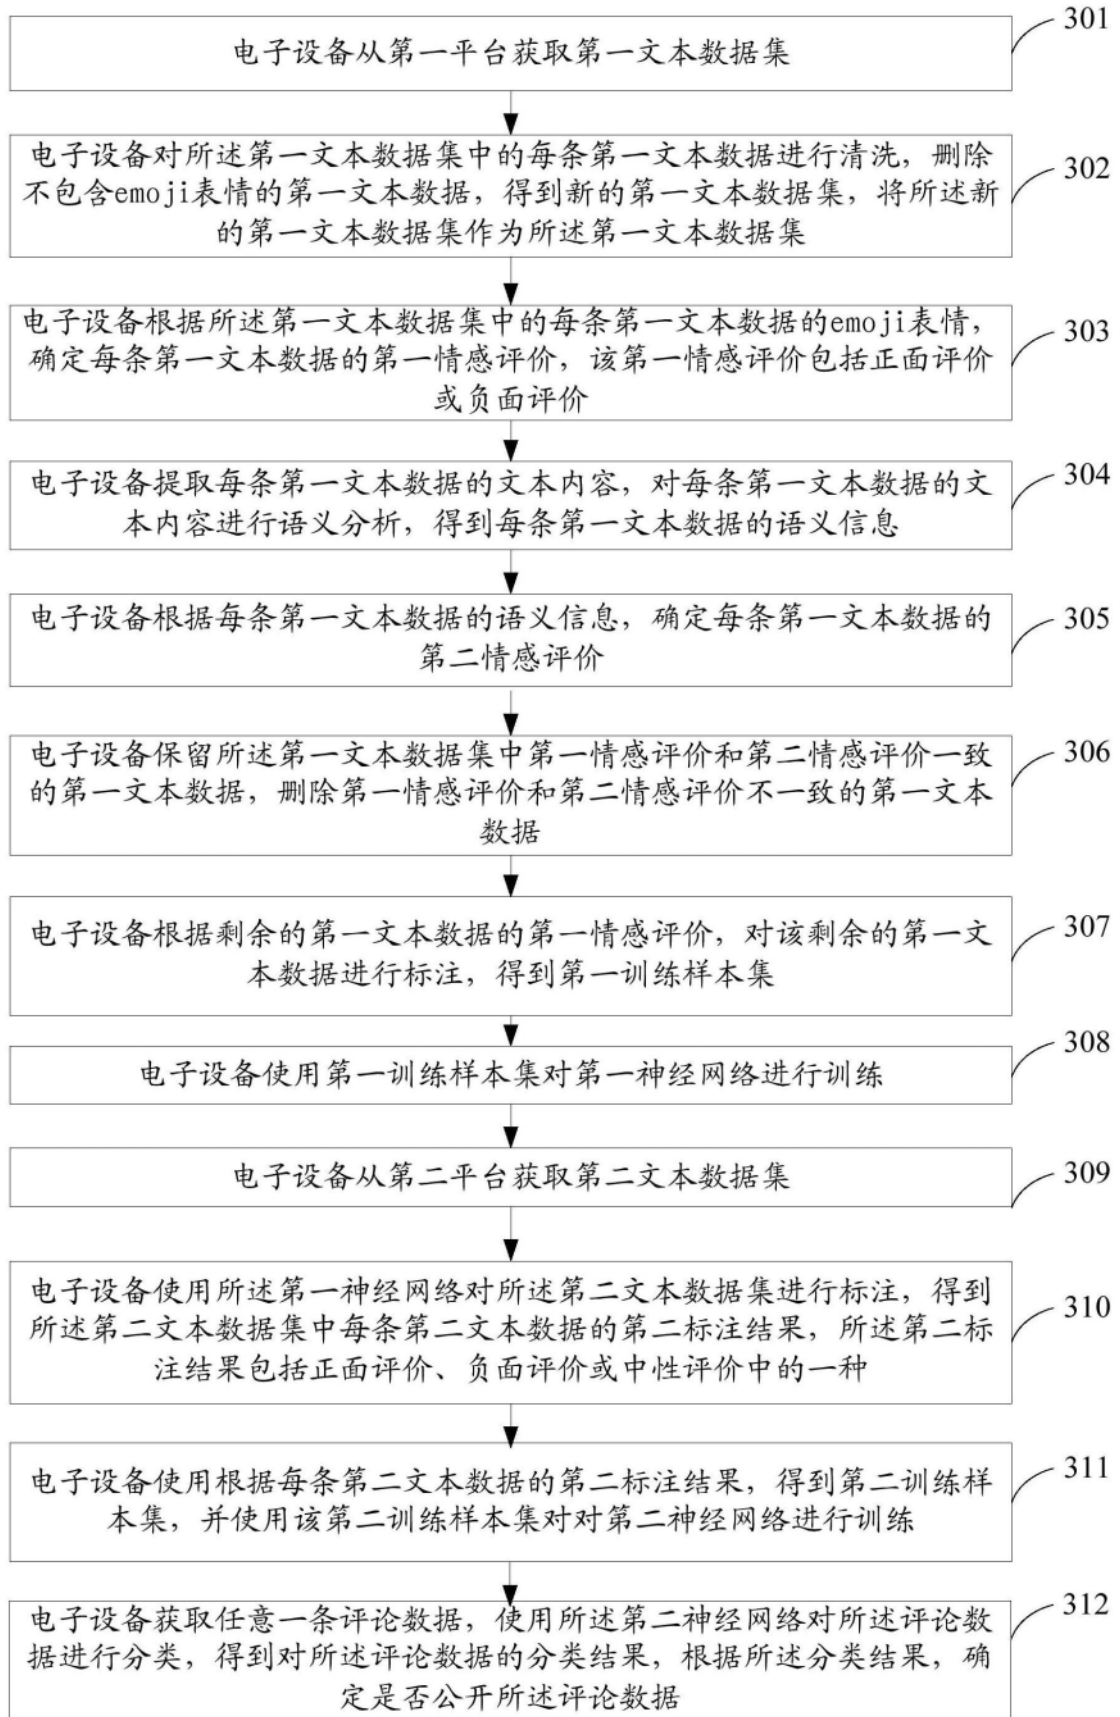 电子设备从第一平台获取第一文本数据集
301
电子设备对所述第一文本数据集中的每条第一文本数据进行清洗，删除
不包含emoji表情的第一文本数据，得到新的第一数据集，将所述新
的第一文本数据集作为所述第一文本数据集
302
电子设备根据所述第一文本数据集中的每条第一文本数据的emoji表情，
确定每条第一文本数据的第一情感评价，该第一情感评价包括正面评价
或负面评价
303
电子设备提取每条第一文本数据的文本内容，对每条第一文本数据的文
本内容进行语义分析，得到每条第一文本数据的语义信息
304
电子设备根据每条第一文本数据的语义信息，确定每条第一文本数据的
第二情感评价
305
电子设备保留所述第一文本数据集中第一情感评价和第二情感评价一致
的第一文本数据，删除第一情感评价和第二情感评价不一致的第一文本
数据
306
电子设备根据剩余的第一文本数据的第一情感评价，对该剩余的第一文
本数据进行标注，得到第一训练样本集
307
电子设备使用第一训练样本集对第一神经网络进行训练
308
电子设备从第二平台获取第二文本数据集
309
电子设备使用所述第一神经网络对所述第二文本数据集进行标注，得到
所述第二文本数据集中每条第二文本数据的第二标注结果，所述第二标
注结果包括正面评价、负面评价或中性评价中的一种
310
电子设备使用根据每条第二文本数据的第二标注结果，得到第二训练样
本集，并使用该第二训练样本集对对第二神经网络进行训练
311
电子设备获取任意一条评论数据，使用所述第二神经网络对所述评论数
据进行分类，得到对所述评论数据的分类结果，根据所述分类结果，确
定是否公开所述评论数据
312